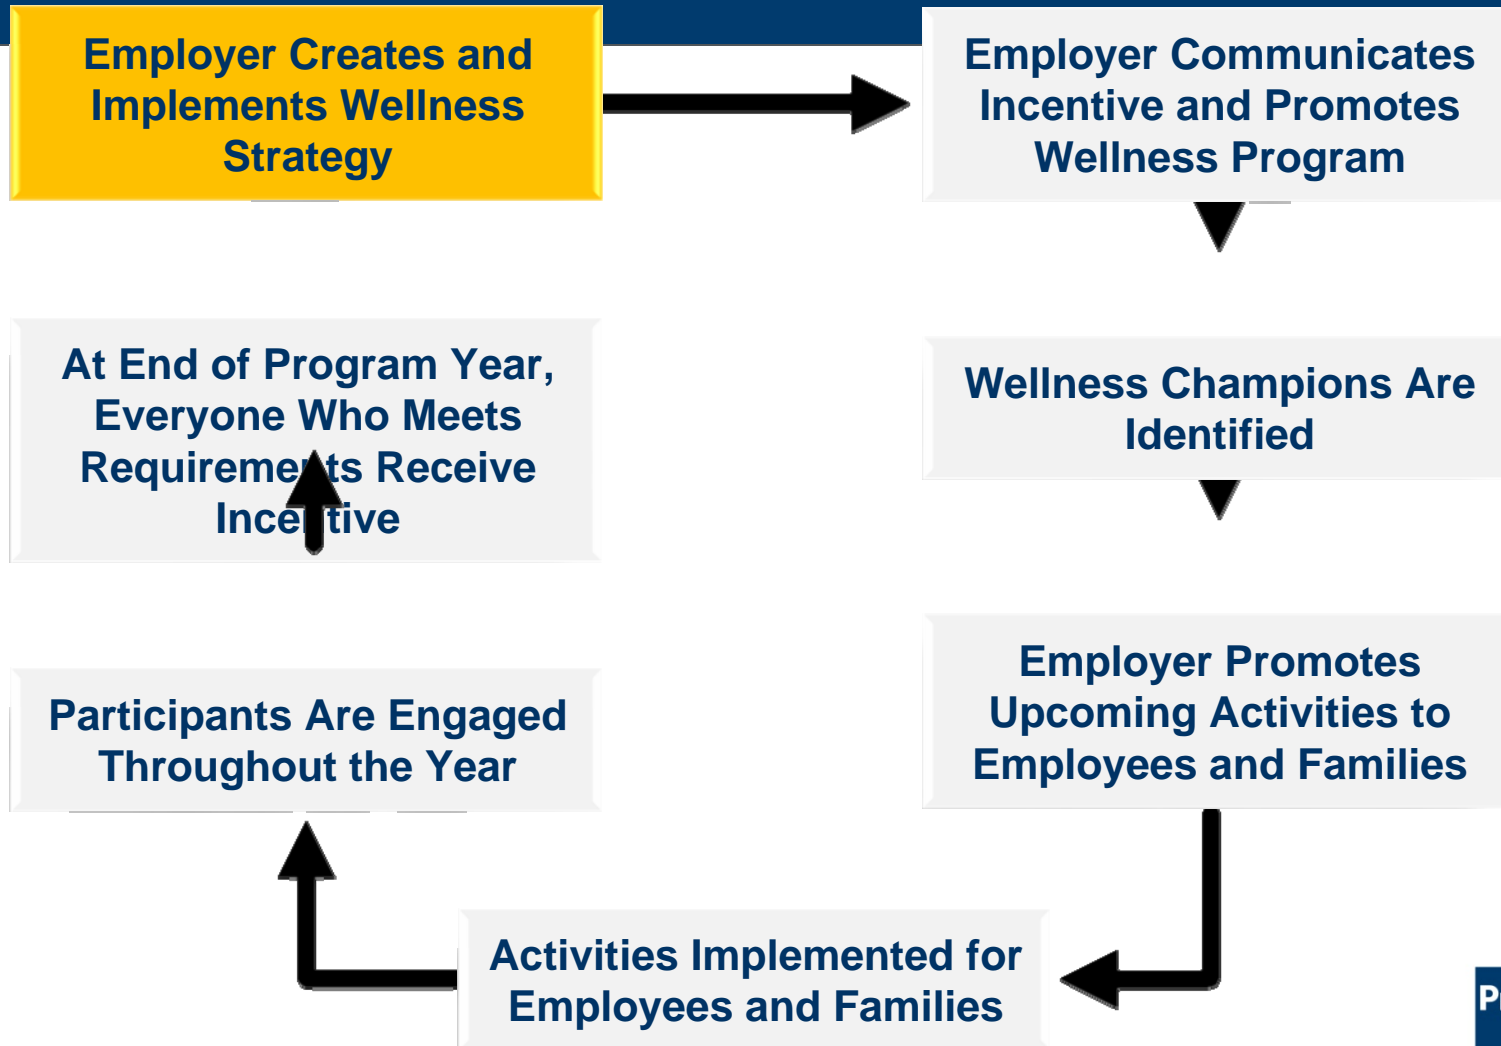 Employer Creates and
Implements Wellness
Strategy
Employer Communicates
Incentive and Promotes
Wellness Program
Wellness Champions Are
Identified
Employer Promotes
Upcoming Activities to
Employees and Families
Activities Implemented for
Employees and Families
Participants Are Engaged
Throughout the Year
At End of Program Year,
Everyone Who Meets
Requirements Receive
Incentive